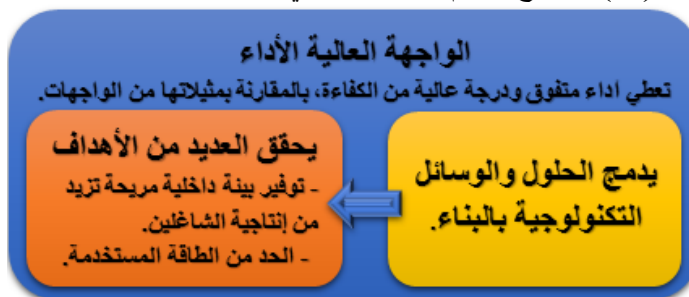 الواجهة العالية الأداء
تعطي اداء متفوق ودرجة عالية من الكفاءة، بالمقارنة بمثيلاتها من الواجهات.
يدمج الحلول والوسائل
التكنولوجية بالبناء.
يحقق العديد من الأهداف
- توفير بيئة داخلية مريحة تزيد
من إنتاجية الشاغلين.
- الحد من الطاقة المستخدمة.